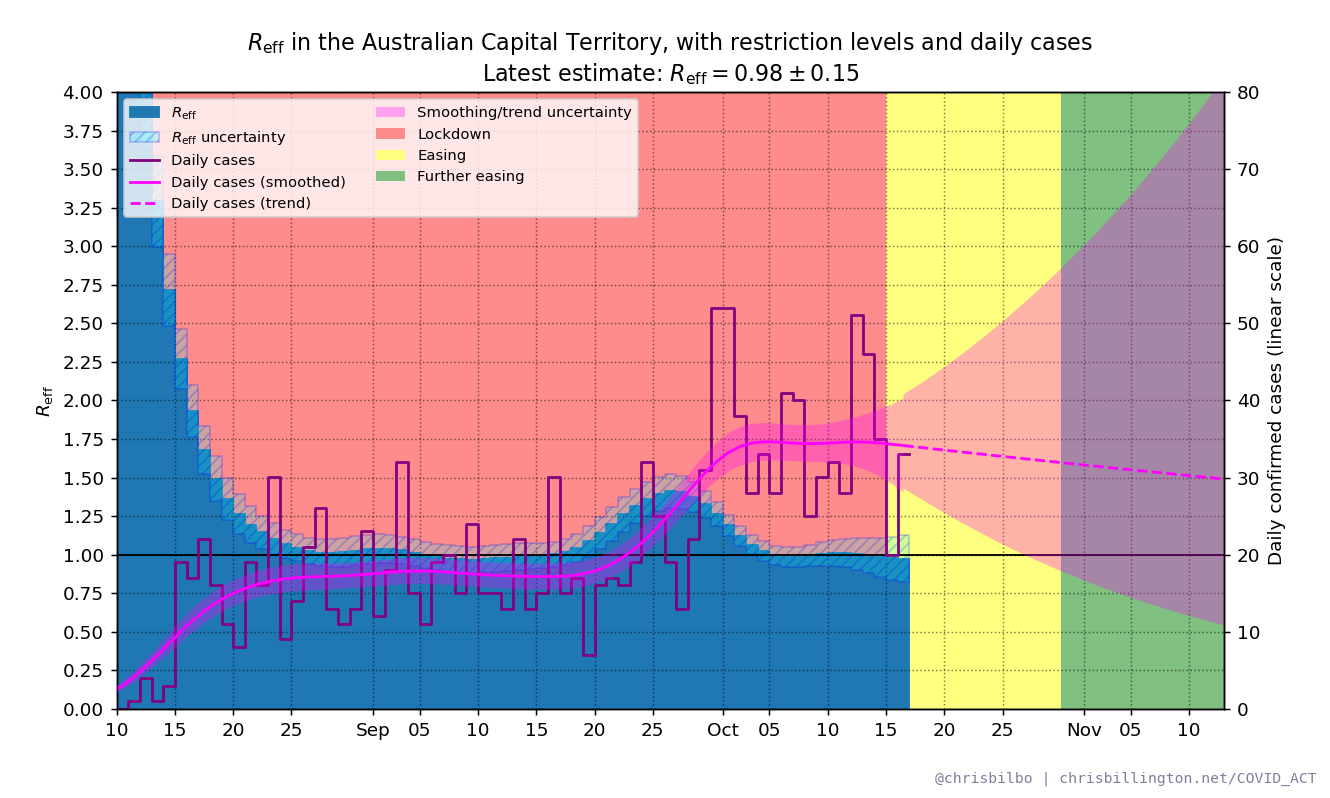 Reff in the Australian Capital Territory, with restriction levels and daily cases
Latest estimate: Reff = 0.98 ± 0.15
Reff
Reff uncertainty
Daily cases
Daily cases (smoothed)
Daily cases (trend)
Smoothing/trend uncertainty
Lockdown
Easing
Further easing
Reff
4.00
3.75
3.50
3.25
3.00
2.75
2.50
2.25
2.00
1.75
1.50
1.25
1.00
0.75
0.50
0.25
0.00
80
70
60
50
40
30
20
10
0
Daily confirmed cases (linear scale)
10 15 20 25 Sep 05 10 15 20 25 Oct 05 10 15 20 25 Nov 05 10
@chrisbilbo | chrisbillington.net/COVID_ACT